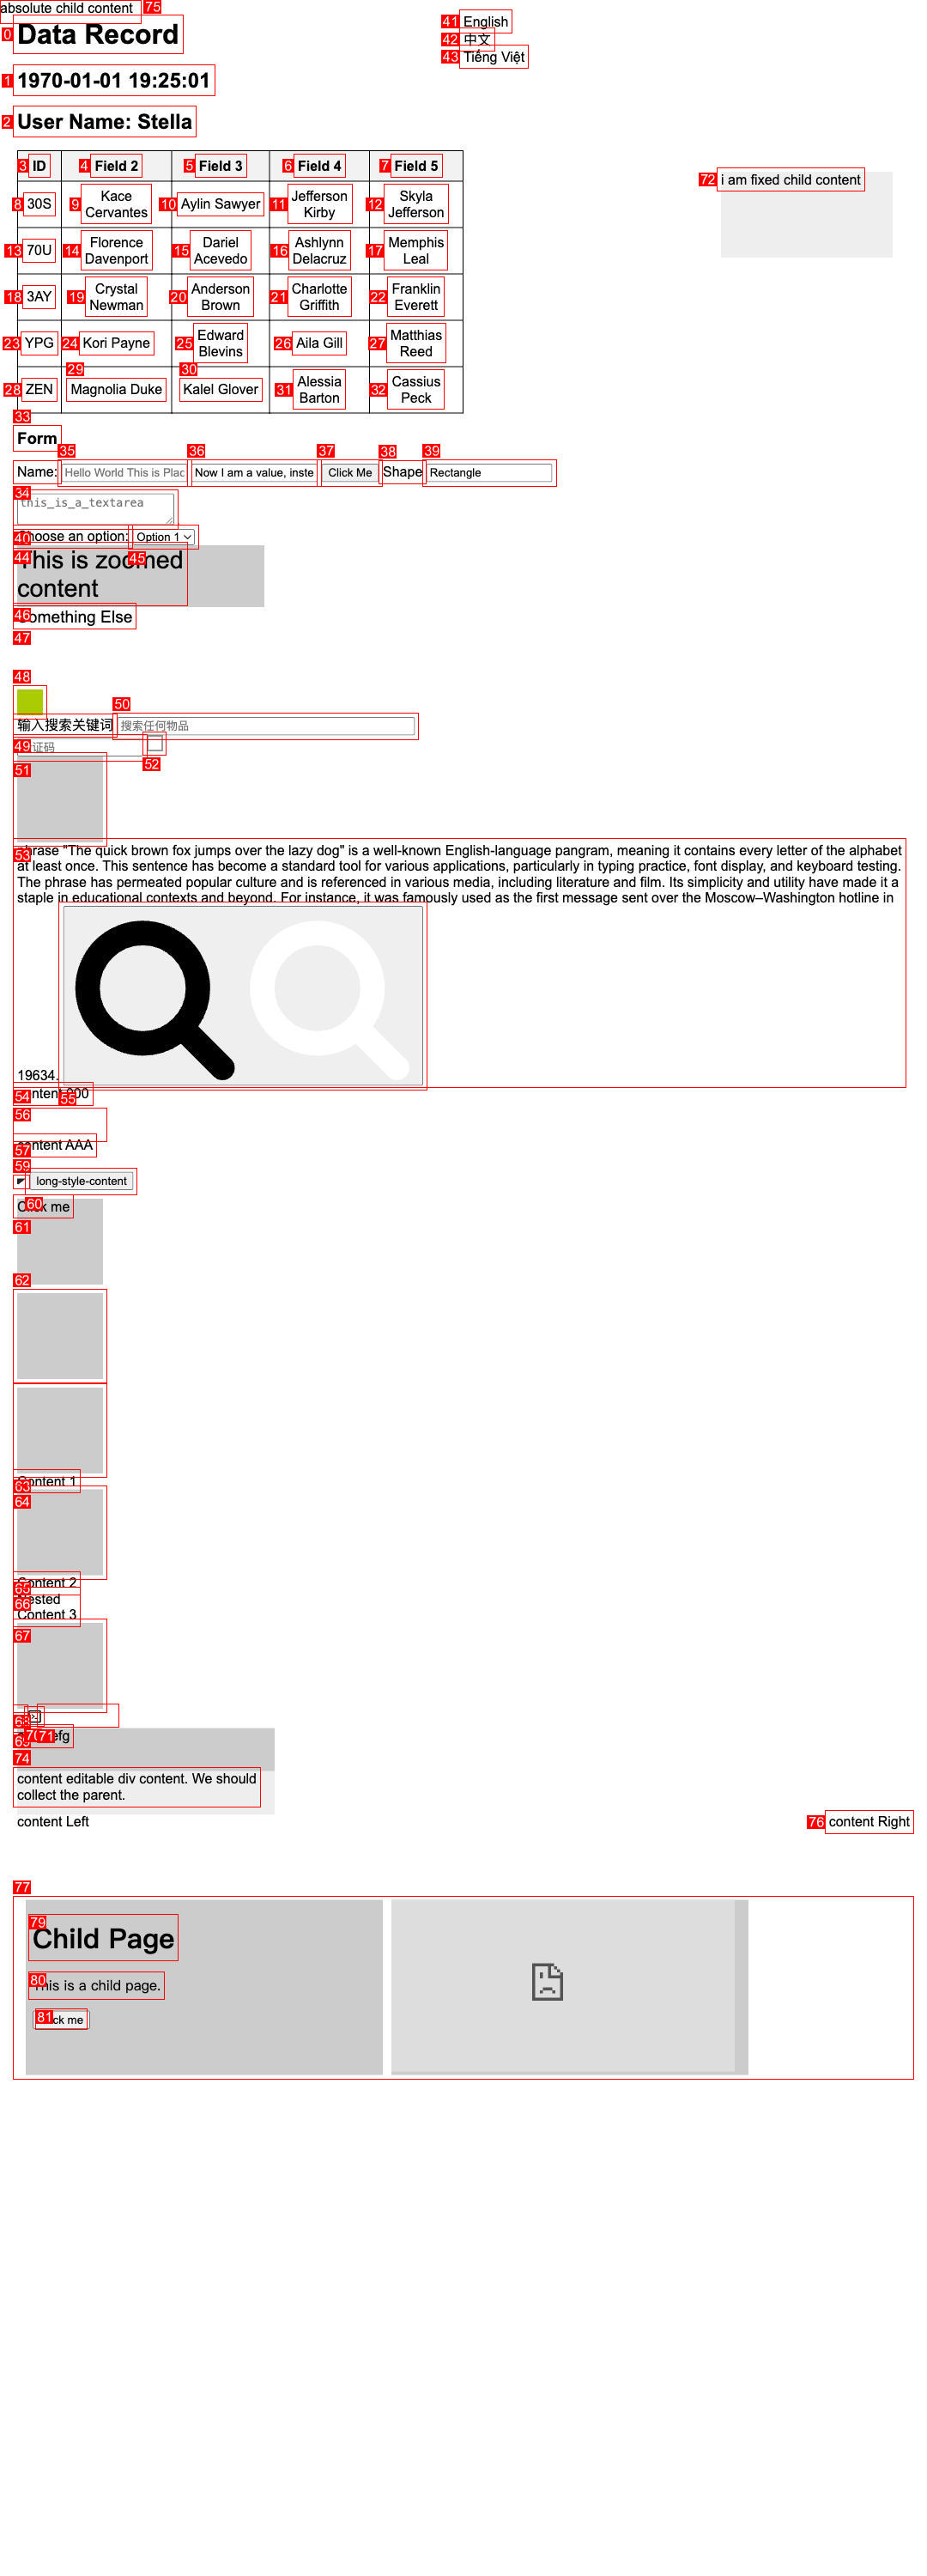 absolute child content 75
0 Data Record
41 English
42 中文
43 Tiếng Việt
1 1970-01-01 19:25:01
2 User Name: Stella
3 ID 4 Field 2 5 Field 3 6 Field 4 7 Field 5
72 i am fixed child content
8 30S 9 Kace Cervantes 10 Aylin Sawyer 11 Jefferson Kirby 12 Skyla Jefferson
13 70U 14 Florence Davenport 15 Dariel Acevedo 16 Ashlynn Delacruz 17 Memphis Leal
18 3AY 19 Crystal Newman 20 Anderson Brown 21 Charlotte Griffith 22 Franklin Everett
23 YPG 24 Kori Payne 25 Edward Blevins 26 Aila Gill 27 Matthias Reed
28 ZEN 29 Magnolia Duke 30 Kalel Glover 31 Alessia Barton 32 Cassius Peck
33
Form
35 36 37 38 39
Name: Hello World This is Plac Now I am a value, inste Click Me Shape Rectangle
34
this_is_a_textarea
40 hoose an option: Option 1
44 This is zoomed 45
content
46 omething Else
47
48
50
输入搜索关键词 搜索任何物品
49 证码
52
51
53 phrase "The quick brown fox jumps over the lazy dog" is a well-known English-language pangram, meaning it contains every letter of the alphabet
at least once. This sentence has become a standard tool for various applications, particularly in typing practice, font display, and keyboard testing.
The phrase has permeated popular culture and is referenced in various media, including literature and film. Its simplicity and utility have made it a
staple in educational contexts and beyond. For instance, it was famously used as the first message sent over the Moscow–Washington hotline in
19634.
54 ntent 00 55
56
57 ntent AAA
59
long-style-content
60
Click me
61
62
Content 1
63
64
Content 2
65
Nested
66
Content 3
67
68
69 70 71 efg
74
content editable div content. We should
collect the parent.
content Left 76 content Right
77
79
Child Page
80 his is a child page.
81 ck me